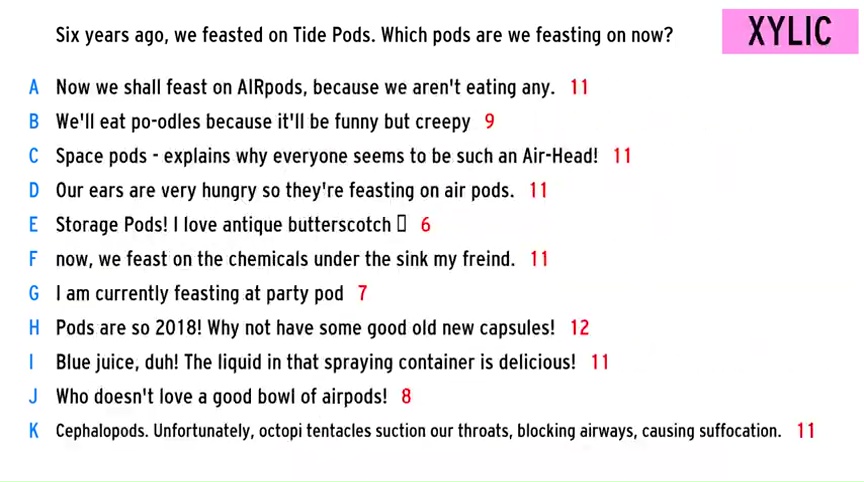 Six years ago, we feasted on Tide Pods. Which pods are we feasting on now?
XYLIC
A Now we shall feast on AIRpods, because we aren't eating any. 11
B We'll eat po-odles because it'll be funny but creepy 9
C Space pods - explains why everyone seems to be such an Air-Head! 11
D Our ears are very hungry so they're feasting on air pods. 11
E Storage Pods! I love antique butterscotch ▯ 6
F now, we feast on the chemicals under the sink my freind. 11
G I am currently feasting at party pod 7
H Pods are so 2018! Why not have some good old new capsules! 12
I Blue juice, duh! The liquid in that spraying container is delicious! 11
J Who doesn't love a good bowl of airpods! 8
K Cephalopods. Unfortunately, octopi tentacles suction our throats, blocking airways, causing suffocation. 11